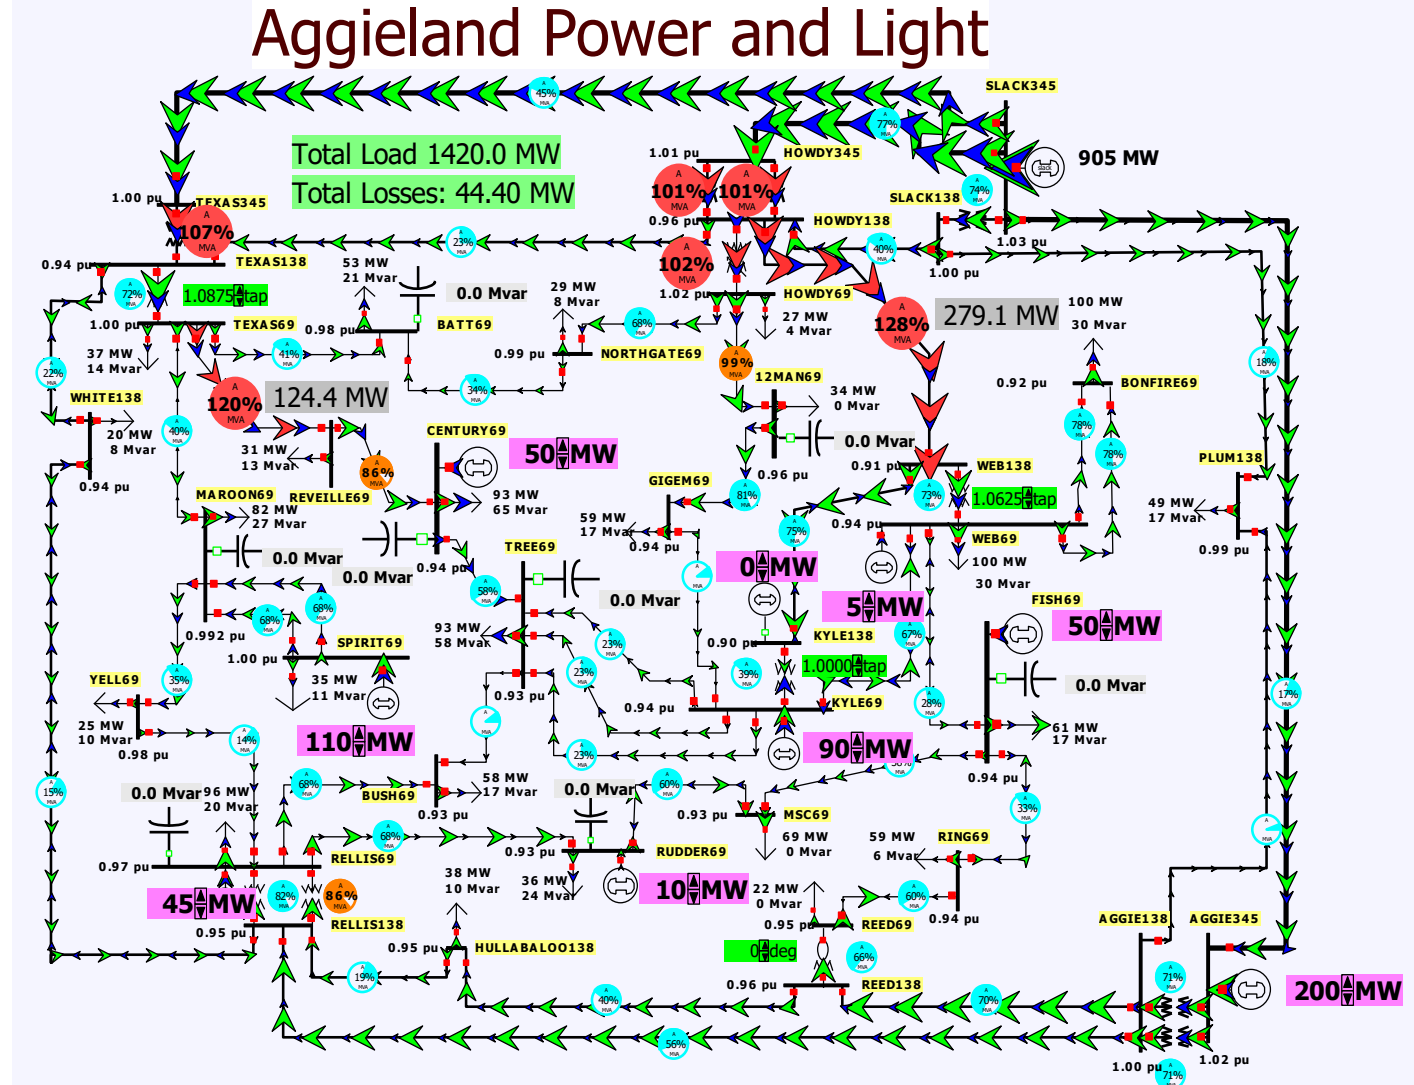 Aggieland Power and Light
SLACK345
45%
77%
Total Load 1420.0 MW
Total Losses: 44.40 MW
1.01 pu
HOWDY345
905 MW
slack
101%
101%
74%
SLACK138
1.00 pu
TEXAS345
107%
0.96 pu
HOWDY138
23%
40%
1.03 pu
102%
1.00 pu
0.94 pu
TEXAS138
53 MW
21 Mvar
0.0 Mvar
72%
1.0875 tap
29 MW
8 Mvar
1.02 pu
HOWDY69
27 MW
4 Mvar
279.1 MW
128%
100 MW
30 Mvar
1.00 pu
TEXAS69
0.98 pu
BATT69
68%
37 MW
14 Mvar
41%
0.99 pu
NORTHGATE69
99%
18%
22%
34%
12MAN69
34 MW
0 Mvar
0.92 pu
BONFIRE69
WHITE138
20 MW
8 Mvar
40%
120%
124.4 MW
CENTURY69
50 MW
0.0 Mvar
78%
78%
31 MW
13 Mvar
86%
REVEILLE69
0.96 pu
0.91 pu
WEB138
PLUM138
0.94 pu
MAROON69
82 MW
27 Mvar
93 MW
65 Mvar
GIGEM69
81%
73%
1.0625 tap
49 MW
17 Mvar
59 MW
17 Mvar
0.94 pu
75%
0.94 pu
WEB69
0.99 pu
0.0 Mvar
0.0 Mvar
0.94 pu
TREE69
0 MW
100 MW
30 Mvar
68%
68%
58%
0.0 Mvar
5 MW
FISH69
50 MW
0.992 pu
SPIRIT69
1.00 pu
93 MW
58 Mvar
23%
23%
0.90 pu
KYLE138
67%
39%
1.0000 tap
YELL69
35%
35 MW
11 Mvar
0.93 pu
0.94 pu
KYLE69
28%
0.0 Mvar
17%
25 MW
10 Mvar
0.98 pu
14%
110 MW
23%
90 MW
61 MW
17 Mvar
0.94 pu
15%
0.0 Mvar
96 MW
20 Mvar
68%
BUSH69
58 MW
17 Mvar
0.93 pu
0.0 Mvar
60%
0.93 pu
MSC69
33%
68%
69 MW
0 Mvar
59 MW
6 Mvar
RING69
0.97 pu
RELLIS69
0.93 pu
RUDDER69
45 MW
82%
86%
38 MW
10 Mvar
36 MW
24 Mvar
10 MW
22 MW
0 Mvar
60%
0.94 pu
0.95 pu
RELLIS138
0.95 pu
REED69
AGGIE138
AGGIE345
0.95 pu
HULLABALOO138
0 deg
66%
19%
0.96 pu
REED138
71%
200 MW
40%
70%
56%
1.00 pu
71%
1.02 pu